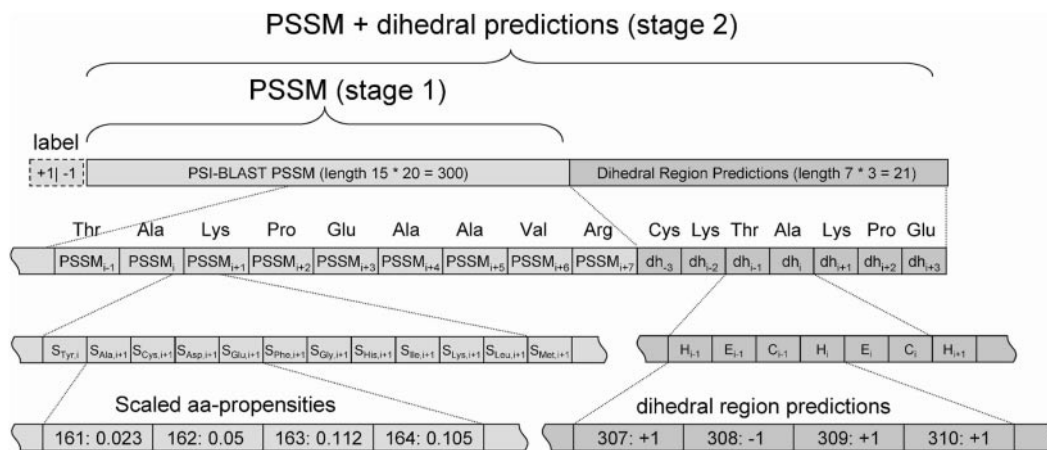 PSSM + dihedral predictions (stage 2)
PSSM (stage 1)
label
+1| -1 PSI-BLAST PSSM (length 15 * 20 = 300) Dihedral Region Predictions (length 7 * 3 = 21)
Thr Ala Lys Pro Glu Ala Ala Val Arg Cys Lys Thr Ala Lys Pro Glu
PSSMi-1 PSSMi PSSMi+1 PSSMi+2 PSSMi+3 PSSMi+4 PSSMi+5 PSSMi+6 PSSMi+7 dh-3 dhi-2 dhi-1 dhi dhi+1 dhi+2 dhi+3
STyr,i SAla,i+1 SCys,i+1 SAsp,i+1 SGlu,i+1 SPhe,i+1 SGly,i+1 SHis,i+1 SIle,i+1 SLys,i+1 SLeu,i+1 SMet,i+1 Hi-1 Ei-1 Ci-1 Hi Ei Ci Hi+1
Scaled aa-propensities dihedral region predictions
161: 0.023 162: 0.05 163: 0.112 164: 0.105 307: +1 308: -1 309: +1 310: +1